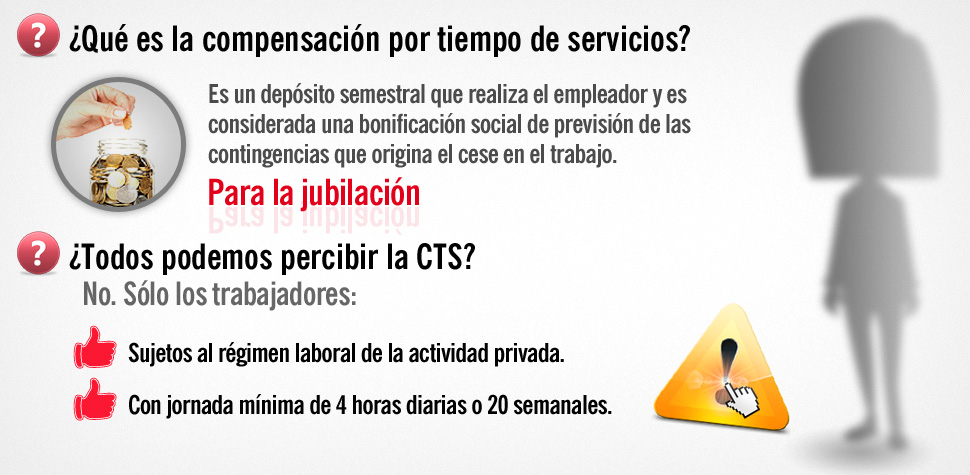 ¿Qué es la compensación por tiempo de servicios?
Es un depósito semestral que realiza el empleador y es
considerada una bonificación social de previsión de las
contingencias que origina el cese en el trabajo.
Para la jubilación
¿Todos podemos percibir la CTS?
No. Sólo los trabajadores:
Sujetos al régimen laboral de la actividad privada.
Con jornada mínima de 4 horas diarias o 20 semanales.